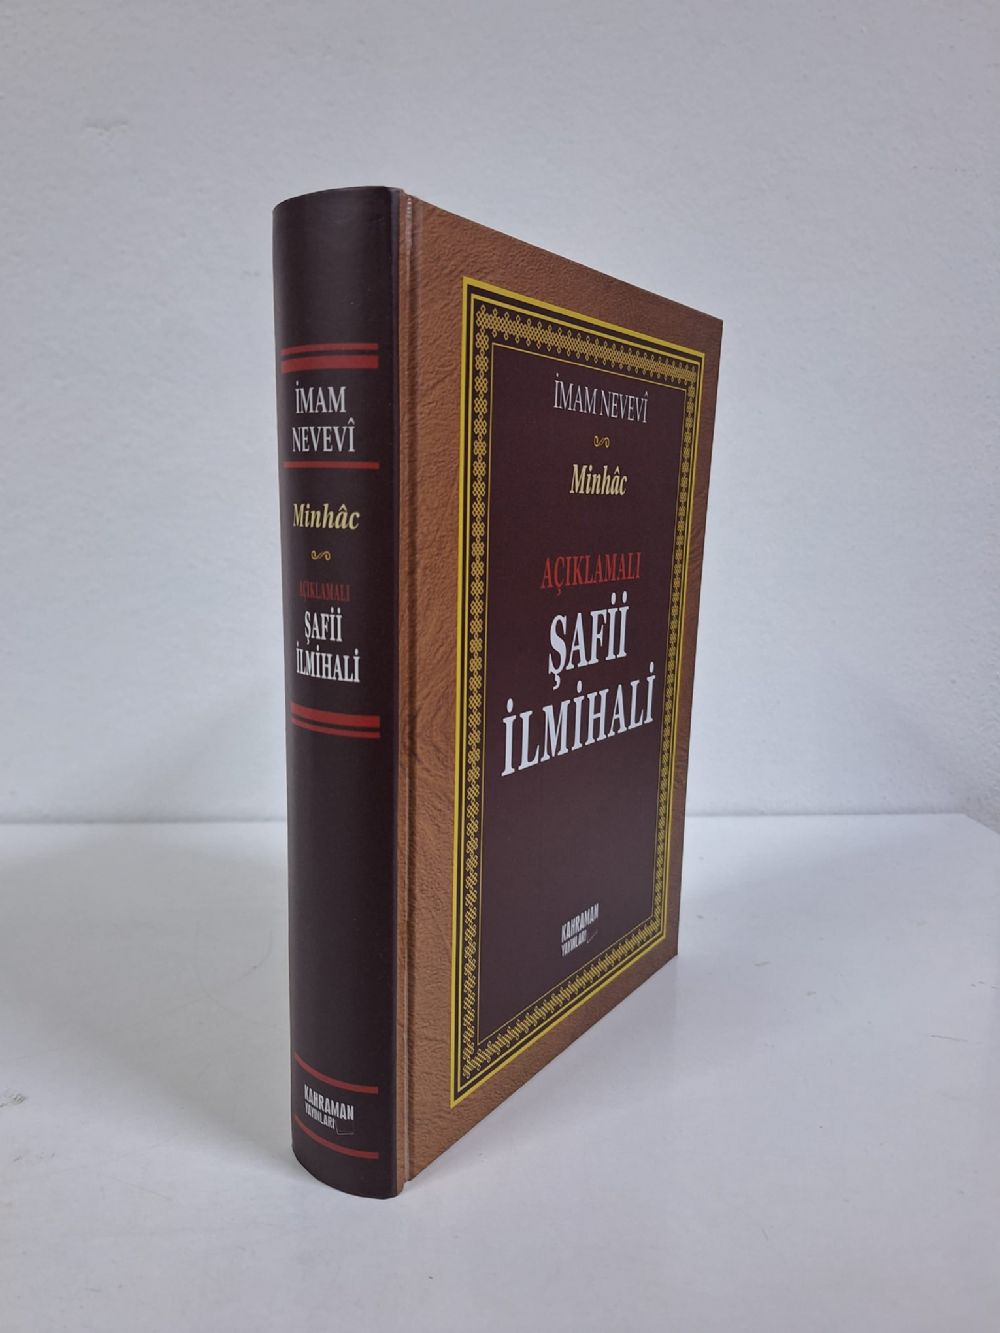 İMAM
NEVEVÎ
Minhâc
AÇIKLAMALI
ŞAFİİ
İLMİHALİ
KAHRAMAN
YAYINLARI
İMAM NEVEVÎ
Minhâc
AÇIKLAMALI
ŞAFİİ
İLMİHALİ
KAHRAMAN
YAYINLARI